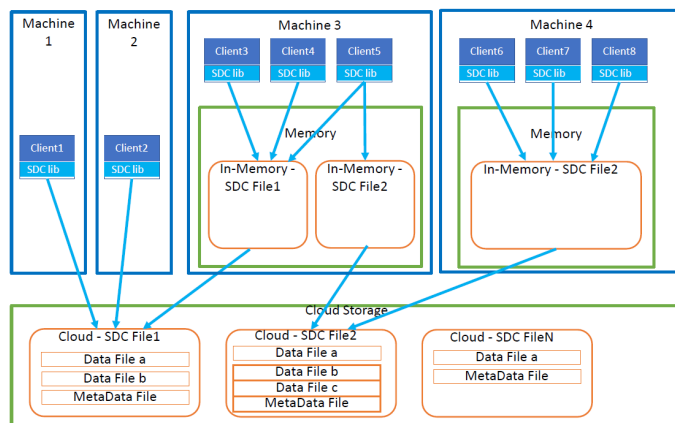 Machine
1
Machine
2
Machine 3
Machine 4
Client3
SDC lib
Client4
SDC lib
Client5
SDC lib
Client6
SDC lib
Client7
SDC lib
Client8
SDC lib
Client1
SDC lib
Client2
SDC lib
Memory
In-Memory -
SDC File1
In-Memory -
SDC File2
Memory
In-Memory - SDC File2
Cloud Storage
Cloud - SDC File1
Data File a
Data File b
MetaData File
Cloud - SDC File2
Data File a
Data File b
Data File c
MetaData File
Cloud - SDC FileN
Data File a
MetaData File